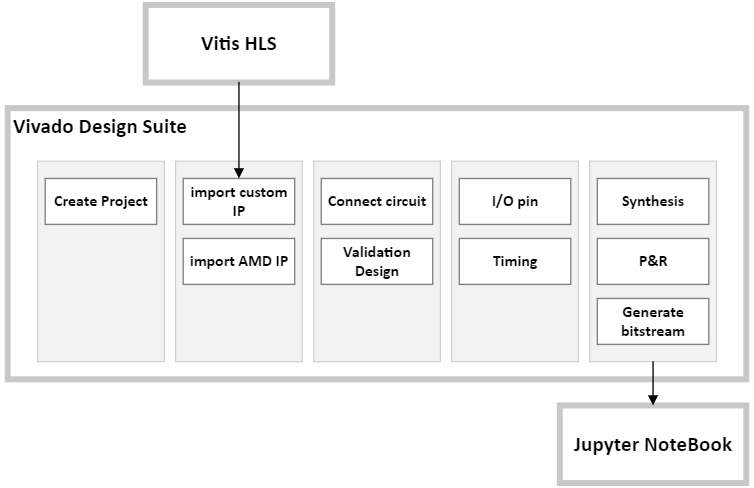 Vitis HLS
Vivado Design Suite
Create Project
import custom
IP
import AMD IP
Connect circuit
Validation
Design
I/O pin
Timing
Synthesis
P&R
Generate
bitstream
Jupyter NoteBook